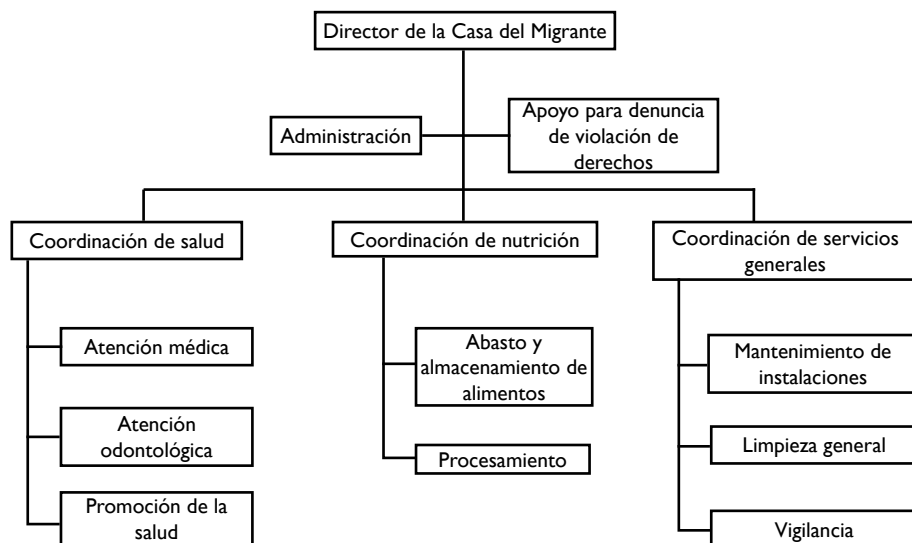 Director de la Casa del Migrante
Administración
Apoyo para denuncia
de violación de
derechos
Coordinación de salud
Coordinación de nutrición
Coordinación de servicios
generales
Atención médica
Atención
odontológica
Promoción de la
salud
Abasto y
almacenamiento de
alimentos
Procesamiento
Mantenimiento de
instalaciones
Limpieza general
Vigilancia